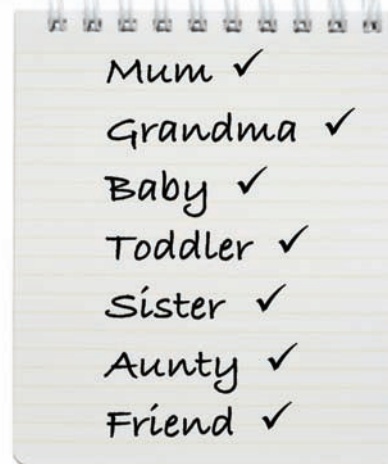 Mum ✓
Grandma ✓
Baby ✓
Toddler ✓
Sister ✓
Aunty ✓
Friend ✓